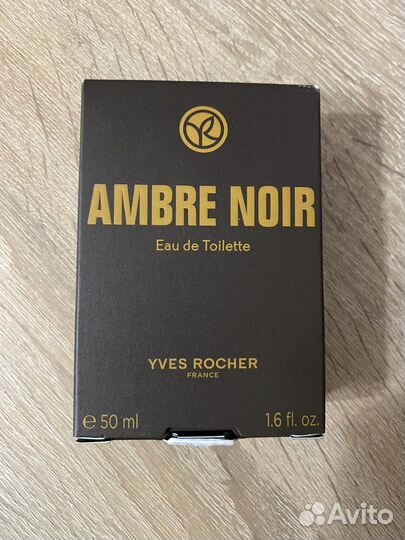 AMBRE NOIR
Eau de Toilette
YVES ROCHER
FRANCE
℮ 50 ml 1.6 fl. oz.
Avito